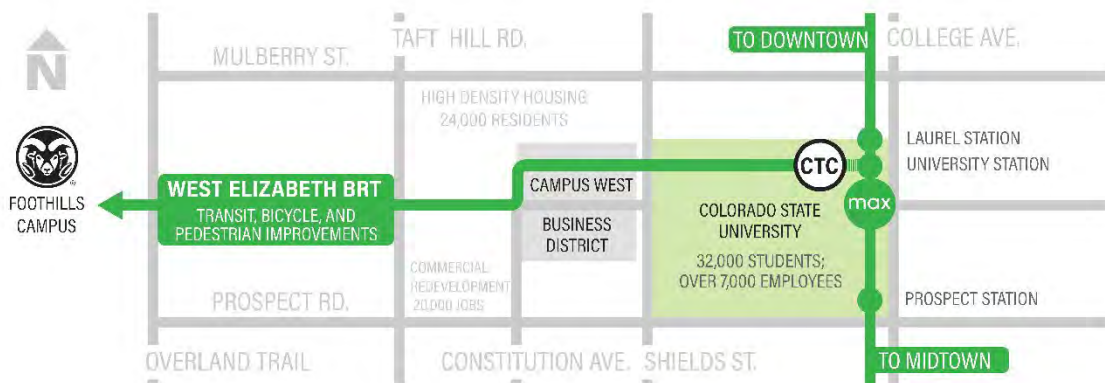 TAFT HILL RD.
TO DOWNTOWN
COLLEGE AVE.
MULBERRY ST.
N
HIGH DENSITY HOUSING
24,000 RESIDENTS
LAUREL STATION
CTC
UNIVERSITY STATION
FOOTHILLS
CAMPUS
WEST ELIZABETH BRT
TRANSIT, BICYCLE, AND
PEDESTRIAN IMPROVEMENTS
CAMPUS WEST
BUSINESS
DISTRICT
max
COLORADO STATE
UNIVERSITY
32,000 STUDENTS;
OVER 7,000 EMPLOYEES
COMMERCIAL
REDEVELOPMENT
20,000 JOBS
PROSPECT RD.
PROSPECT STATION
OVERLAND TRAIL
CONSTITUTION AVE.
SHIELDS ST.
TO MIDTOWN